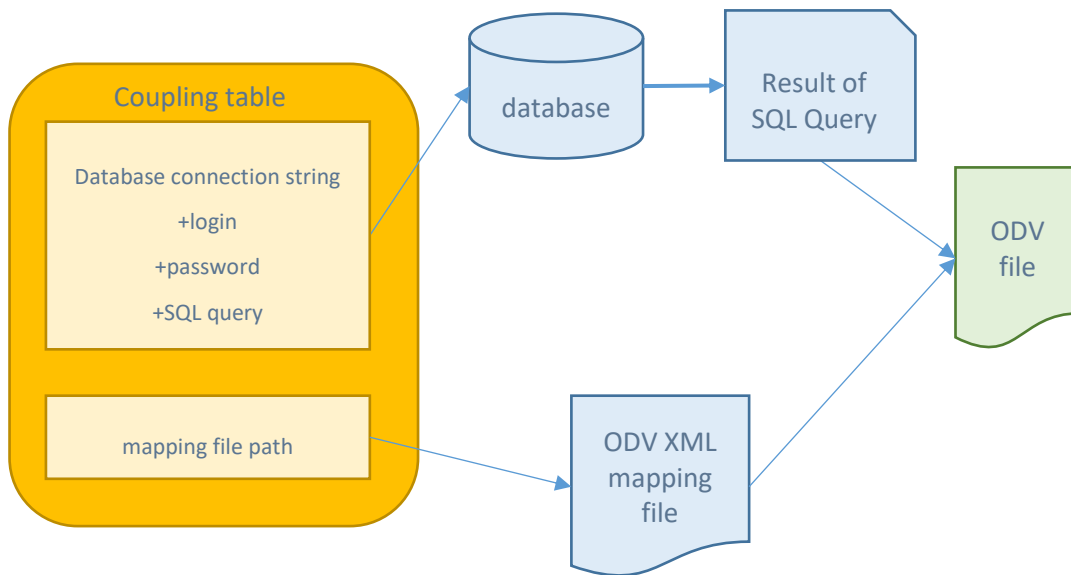 Coupling table
Database connection string
+login
+password
+SQL query
mapping file path
database
Result of
SQL Query
ODV XML
mapping
file
ODV
file